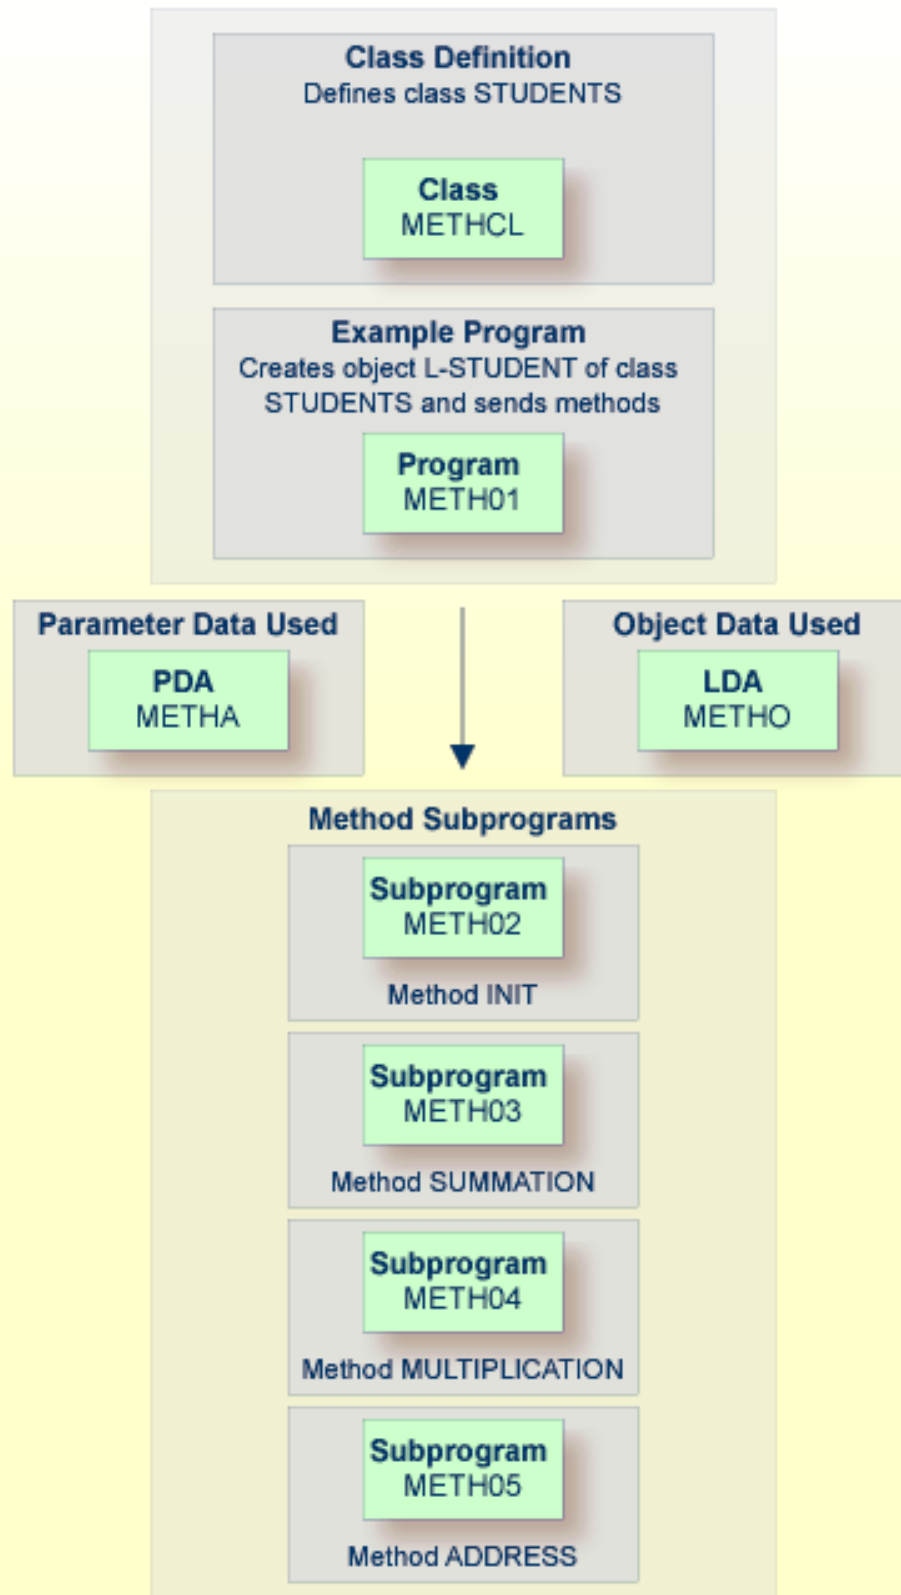 Class Definition
Defines class STUDENTS
Class
METHCL
Example Program
Creates object L-STUDENT of class
STUDENTS and sends methods
Program
METH01
Parameter Data Used
PDA
METHA
Object Data Used
LDA
METHO
Method Subprograms
Subprogram
METH02
Method INIT
Subprogram
METH03
Method SUMMATION
Subprogram
METH04
Method MULTIPLICATION
Subprogram
METH05
Method ADDRESS